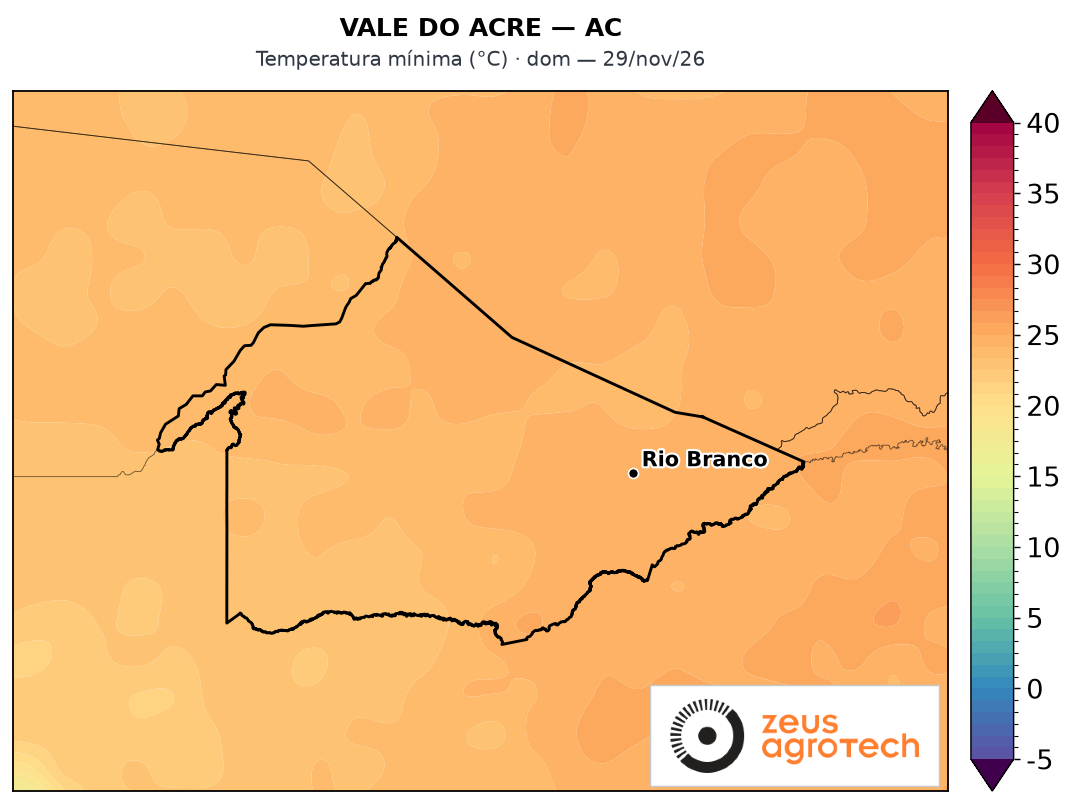 VALE DO ACRE — AC
Temperatura mínima (°C) · dom — 29/nov/26
40
35
30
25
20
15
10
5
0
-5
Rio Branco
zeus
agrotech